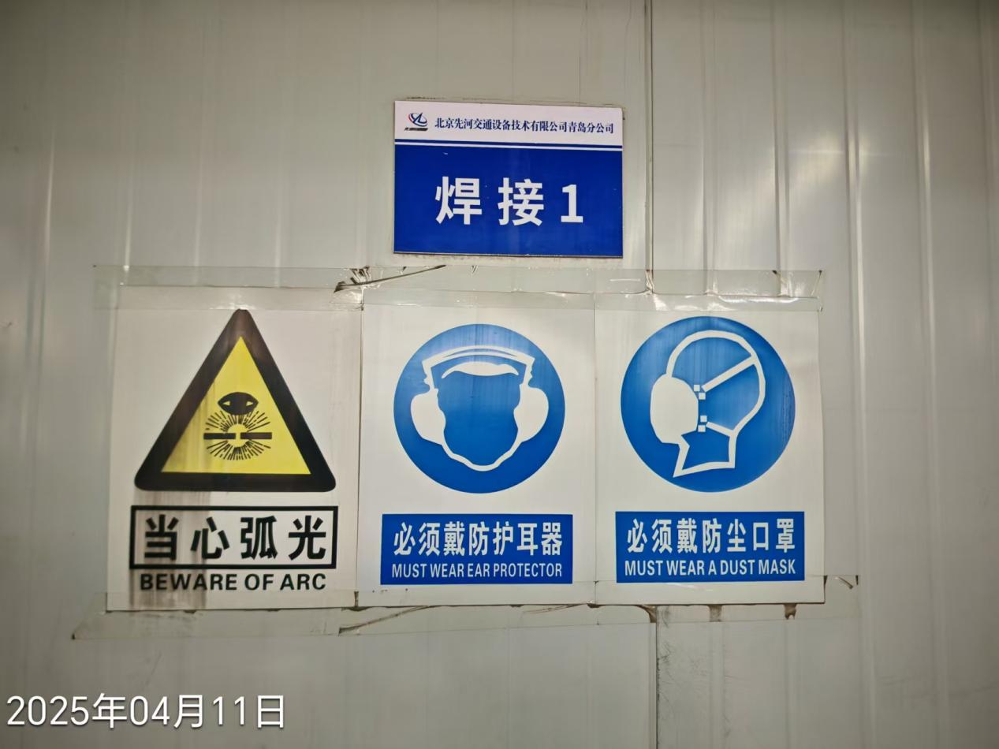 北京先河交通设备技术有限公司青岛分公司
焊接1
当心弧光
BEWARE OF ARC
必须戴防护耳器
MUST WEAR EAR PROTECTOR
必须戴防尘口罩
MUST WEAR A DUST MASK
2025年04月11日